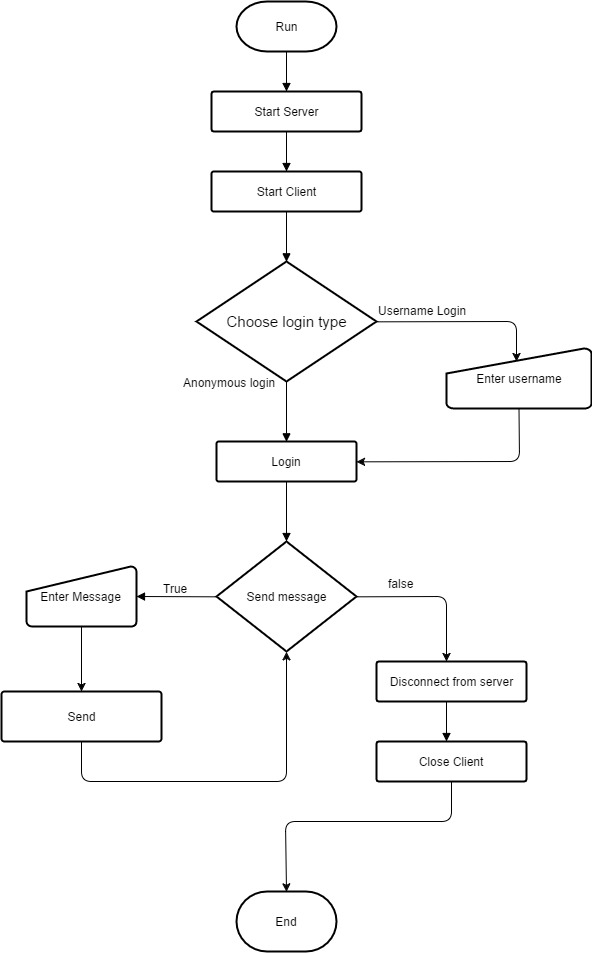 Run
Start Server
Start Client
Choose login type
Username Login
Enter username
Anonymous login
Login
Send message
True
false
Enter Message
Disconnect from server
Send
Close Client
End